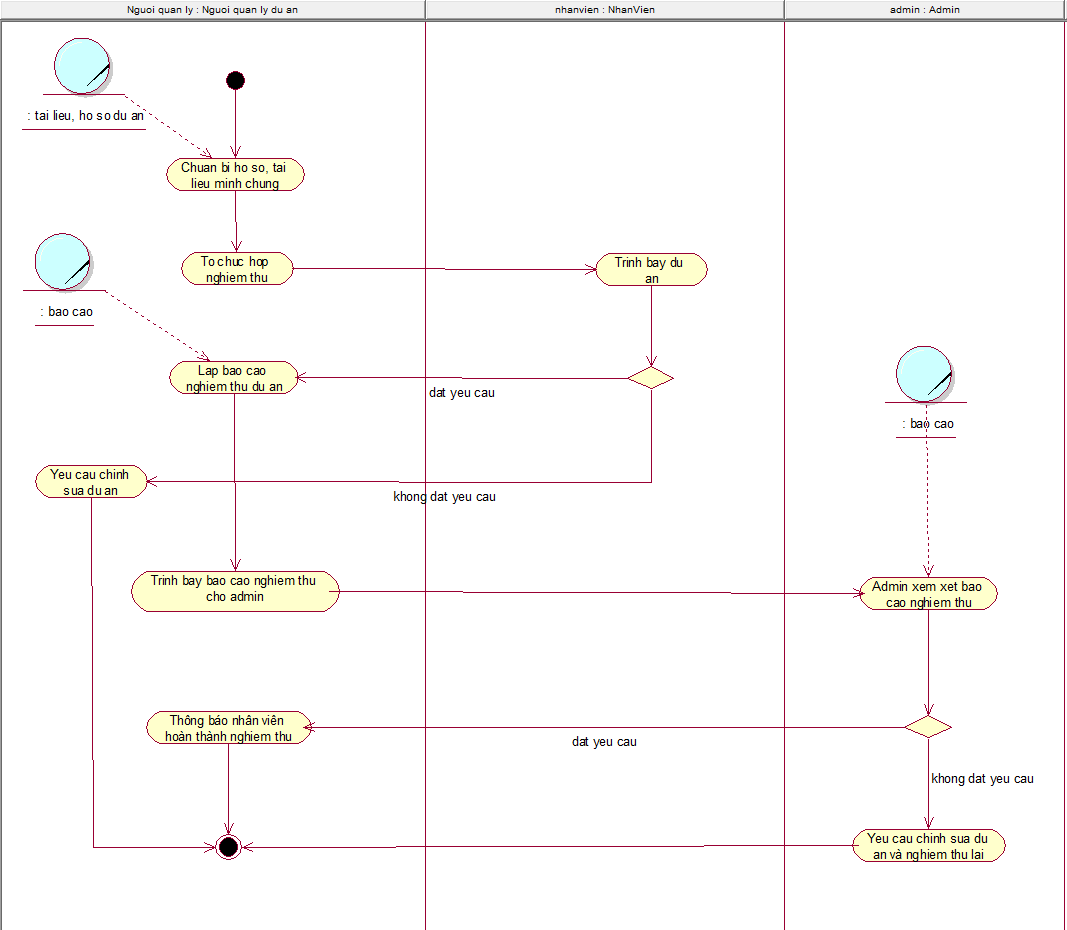 Nguoi quan ly : Nguoi quan ly du an
nhanvien : NhanVien
admin : Admin
: tai lieu, ho so du an
Chuan bi ho so, tai
lieu minh chung
To chuc hop
nghiem thu
Trinh bay du
an
: bao cao
Lap bao cao
nghiem thu du an
dat yeu cau
: bao cao
Yeu cau chinh
sua du an
khong dat yeu cau
Trinh bay bao cao nghiem thu
cho admin
Admin xem xet bao
cao nghiem thu
Thông báo nhân viên
hoàn thành nghiem thu
dat yeu cau
khong dat yeu cau
Yeu cau chinh sua du
an và nghiem thu lai